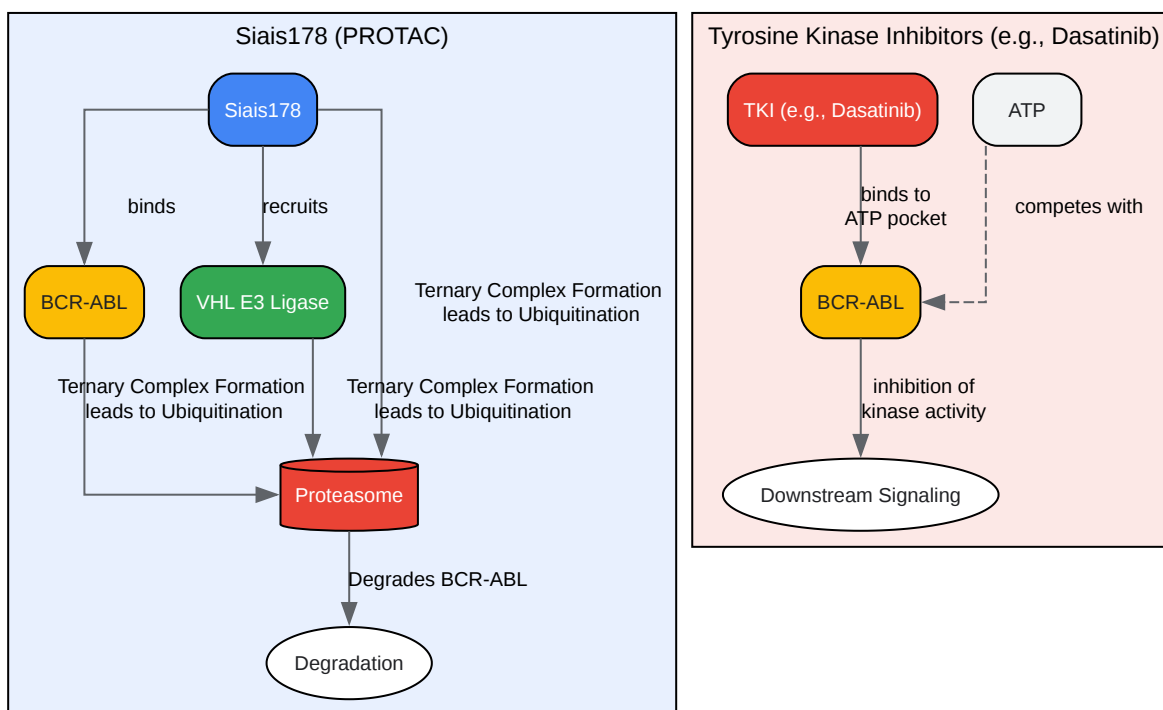 Siais178 (PROTAC)
Siais178
binds
recruits
BCR-ABL
VHL E3 Ligase
Ternary Complex Formation
leads to Ubiquitination
Ternary Complex Formation
leads to Ubiquitination
Ternary Complex Formation
leads to Ubiquitination
Proteasome
Degrades BCR-ABL
Degradation
Tyrosine Kinase Inhibitors (e.g., Dasatinib)
TKI (e.g., Dasatinib)
ATP
binds to
ATP pocket
competes with
BCR-ABL
inhibition of
kinase activity
Downstream Signaling